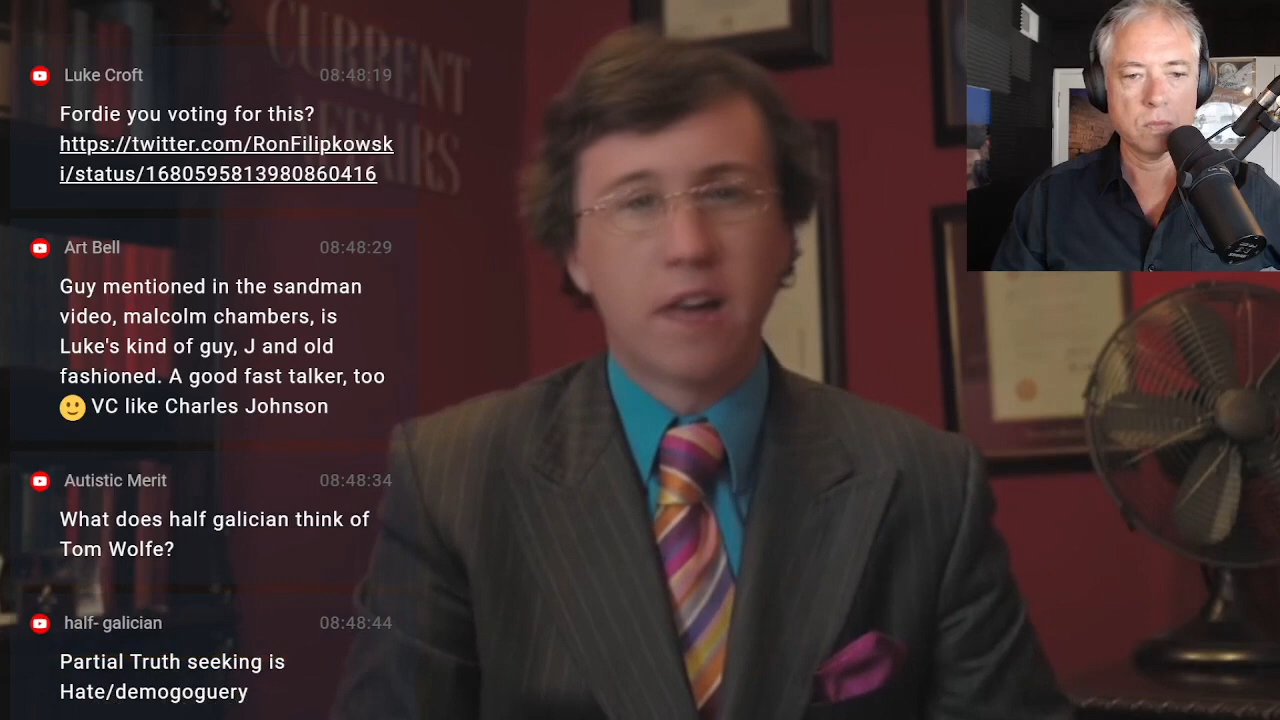 CURRENT
AFFAIRS
Luke Croft 08:48:19
Fordie you voting for this?
https://twitter.com/RonFilipkowsk
i/status/1680595813980860416
Art Bell 08:48:29
Guy mentioned in the sandman
video, malcolm chambers, is
Luke's kind of guy, J and old
fashioned. A good fast talker, too
🙂 VC like Charles Johnson
Autistic Merit 08:48:34
What does half galician think of
Tom Wolfe?
half- galician 08:48:44
Partial Truth seeking is
Hate/demogoguery